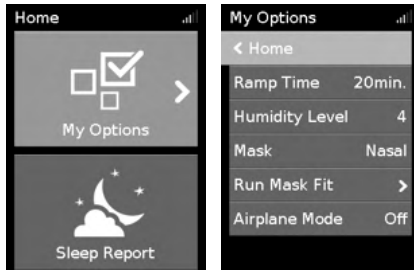 Home
My Options
Sleep Report
My Options
< Home
Ramp Time 20min.
Humidity Level 4
Mask Nasal
Run Mask Fit >
Airplane Mode Off